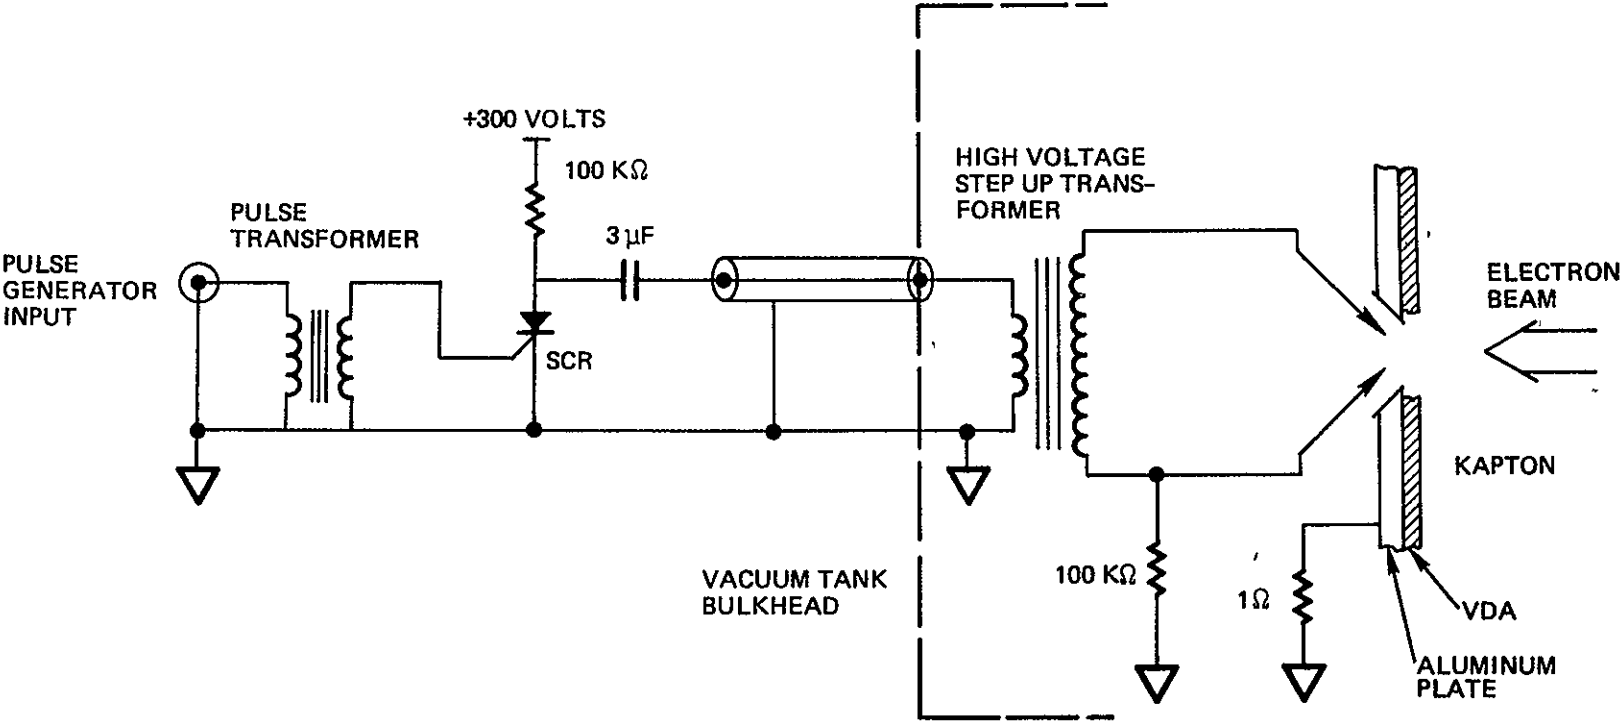 +300 VOLTS
100 KΩ
HIGH VOLTAGE
STEP UP TRANS-
FORMER
PULSE
TRANSFORMER
3 μF
PULSE
GENERATOR
INPUT
ELECTRON
BEAM
SCR
KAPTON
VACUUM TANK
BULKHEAD
100 KΩ
1Ω
VDA
ALUMINUM
PLATE